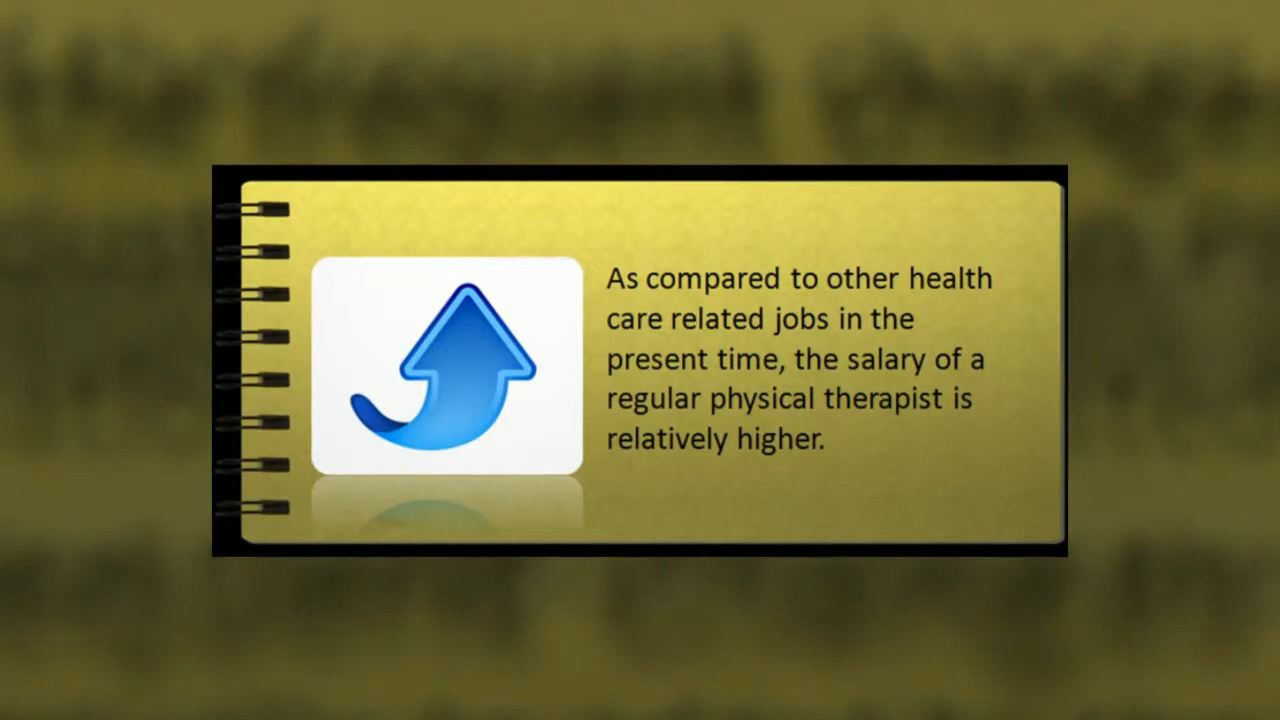 As compared to other health
care related jobs in the
present time, the salary of a
regular physical therapist is
relatively higher.